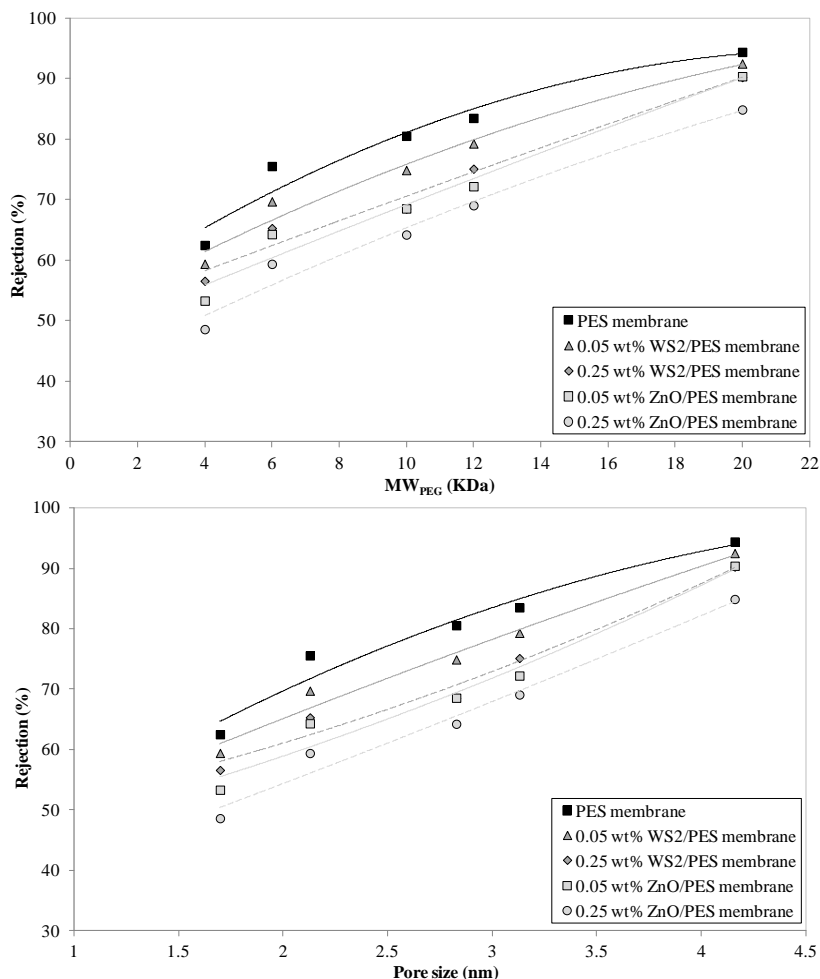 100
90
80
70
60
50
40
30
Rejection (%)
0 2 4 6 8 10 12 14 16 18 20 22
MWPEG (KDa)
PES membrane
0.05 wt% WS2/PES membrane
0.25 wt% WS2/PES membrane
0.05 wt% ZnO/PES membrane
0.25 wt% ZnO/PES membrane
100
90
80
70
60
50
40
30
Rejection (%)
1 1.5 2 2.5 3 3.5 4 4.5
Pore size (nm)
PES membrane
0.05 wt% WS2/PES membrane
0.25 wt% WS2/PES membrane
0.05 wt% ZnO/PES membrane
0.25 wt% ZnO/PES membrane